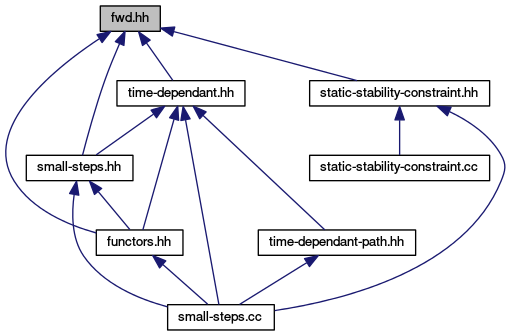 fwd.hh
time-dependant.hh
static-stability-constraint.hh
small-steps.hh
static-stability-constraint.cc
functors.hh
time-dependant-path.hh
small-steps.cc